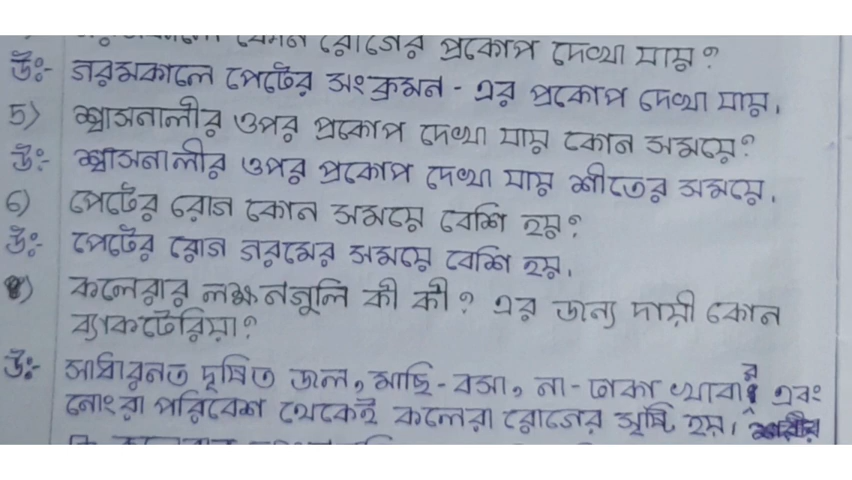 রোগের প্রকোপ দেখা যায়?
উঃ- গরমকালে পেটের সংক্রমন - এর প্রকোপ দেখা যায়।
5) শ্বাসনালীর ওপর প্রকোপ দেখা যায় কোন সময়ে?
উঃ- শ্বাসনালীর ওপর প্রকোপ দেখা যায় শীতের সময়ে।
6) পেটের রোগ কোন সময়ে বেশি হয়?
উঃ- পেটের রোগ গরমের সময়ে বেশি হয়।
কলেরার লক্ষনগুলি কী কী? এর জন্য দায়ী কোন
ব্যাকটেরিয়া?
উঃ- সাধারনত দূষিত জল, মাছি - বসা, না - ঢাকা খাবার এবং
নোংরা পরিবেশ থেকেই কলেরা রোগের সৃষ্টি হয়।